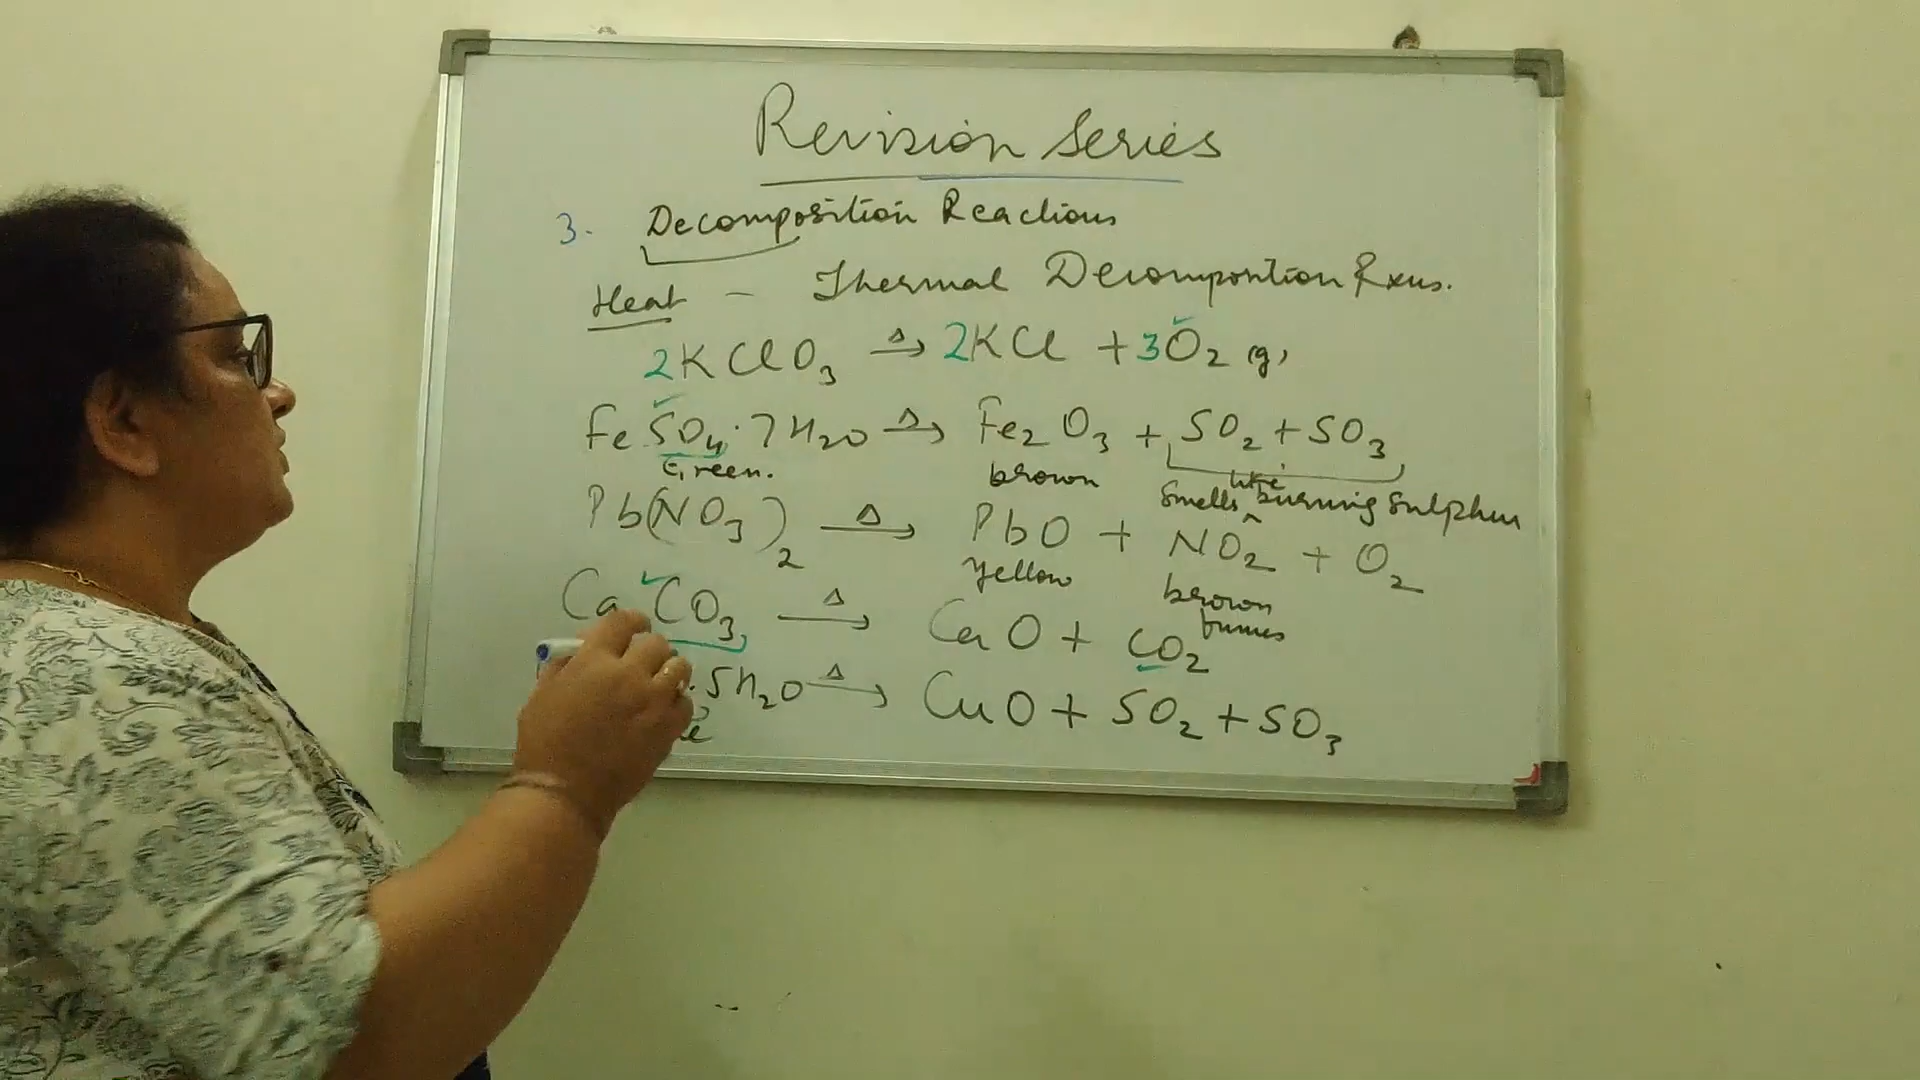 Revision Series
3. Decomposition Reactions
Heat – Thermal Decomposition Rxns.
2KClO₃ →Δ 2KCl + 3O₂ (g)
FeSO₄·7H₂O →Δ Fe₂O₃ + SO₂ + SO₃
Green. brown Smells like burning sulphur
Pb(NO₃)₂ →Δ PbO + NO₂ + O₂
yellow brown fumes
CaCO₃ →Δ CaO + CO₂
.5H₂O →Δ CuO + SO₂ + SO₃